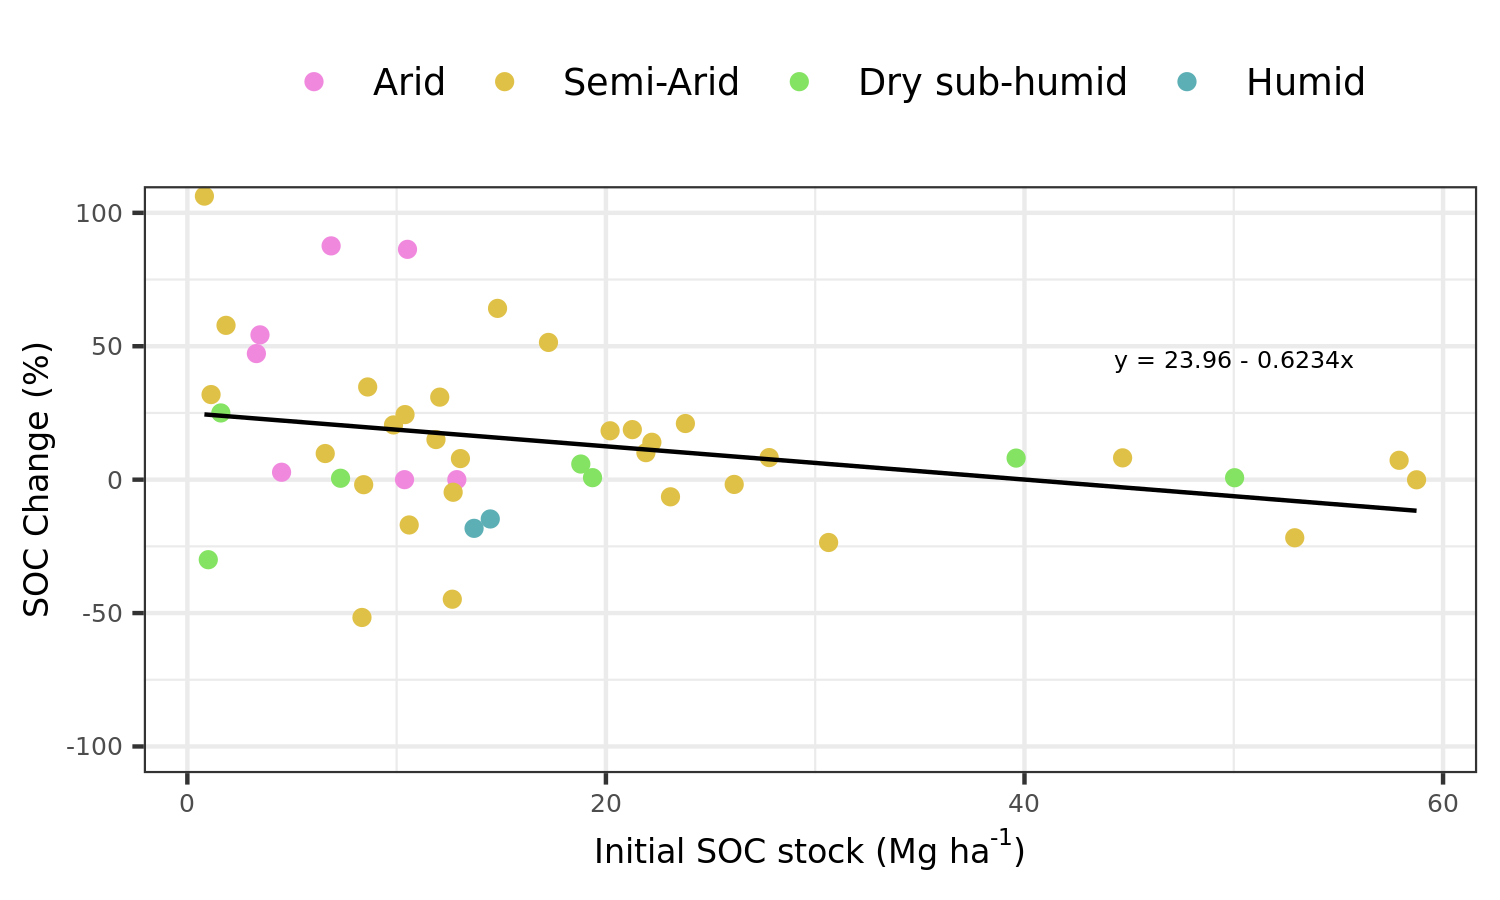 Arid Semi-Arid Dry sub-humid Humid
100
50
0
-50
-100
SOC Change (%)
y = 23.96 - 0.6234x
0 20 40 60
Initial SOC stock (Mg ha⁻¹)